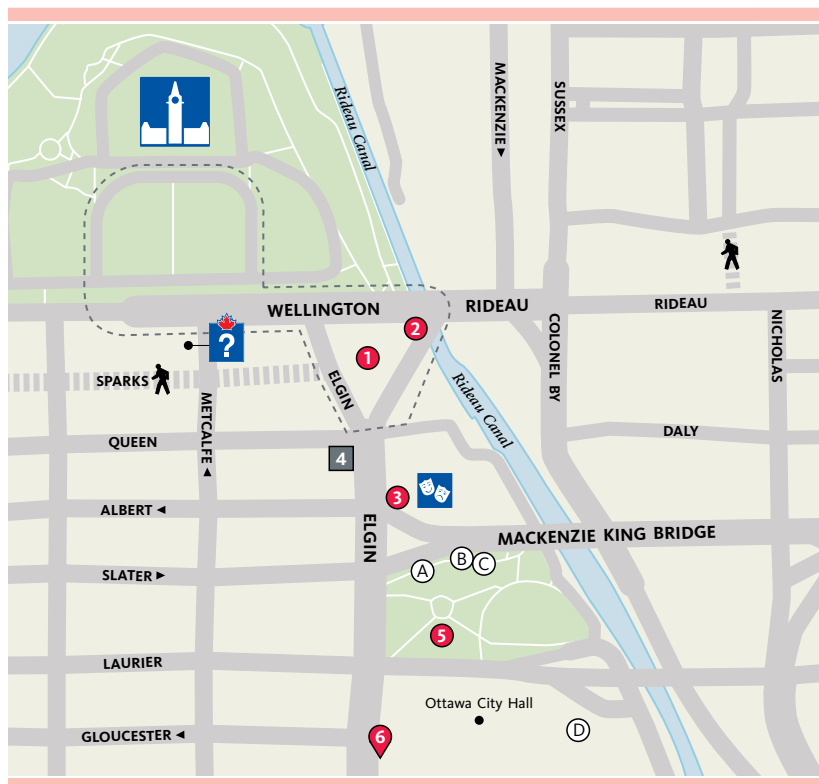 Rideau Canal
MACKENZIE
SUSSEX
WELLINGTON
RIDEAU
RIDEAU
2
?
1
COLONEL BY
NICHOLAS
SPARKS
ELGIN
Rideau Canal
METCALFE
QUEEN
DALY
4
3
ALBERT
ELGIN
MACKENZIE KING BRIDGE
A
B
C
SLATER
5
LAURIER
Ottawa City Hall
GLOUCESTER
6
D